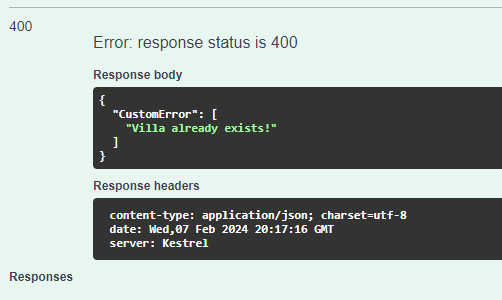 400
Error: response status is 400
Response body
{
"CustomError": [
"Villa already exists!"
]
}
Response headers
content-type: application/json; charset=utf-8
date: Wed,07 Feb 2024 20:17:16 GMT
server: Kestrel
Responses